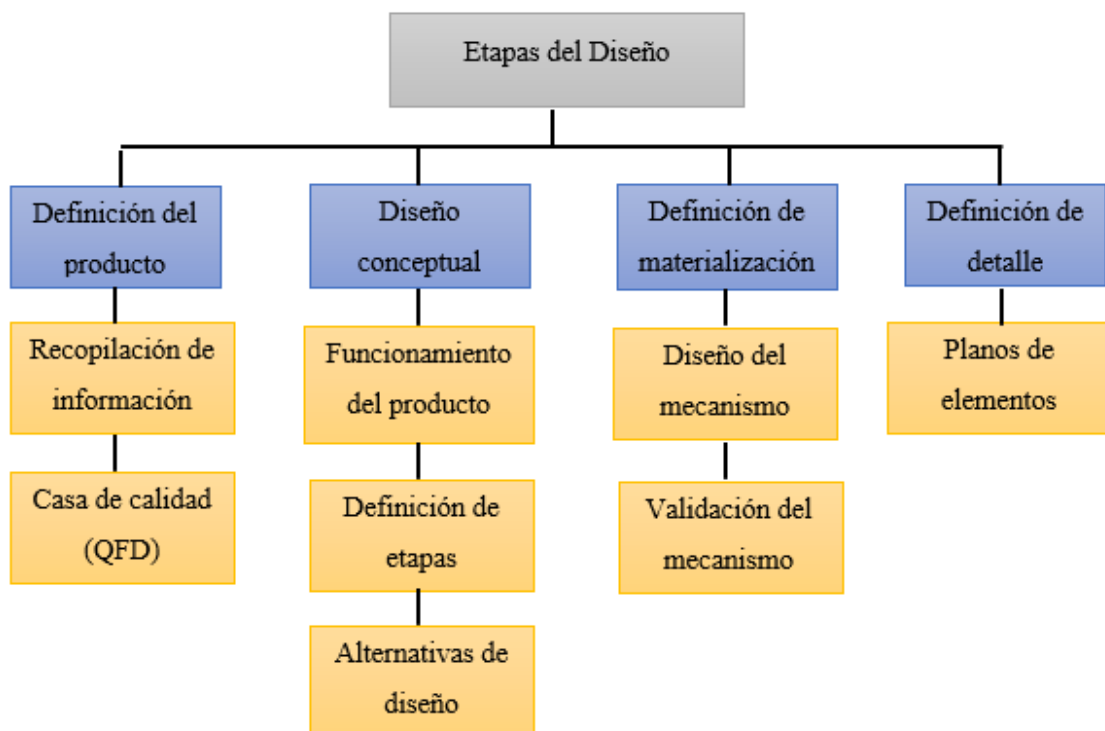 Etapas del Diseño
Definición del
producto
Diseño
conceptual
Definición de
materialización
Definición de
detalle
Recopilación de
información
Funcionamiento
del producto
Diseño del
mecanismo
Planos de
elementos
Casa de calidad
(QFD)
Definición de
etapas
Validación del
mecanismo
Alternativas de
diseño